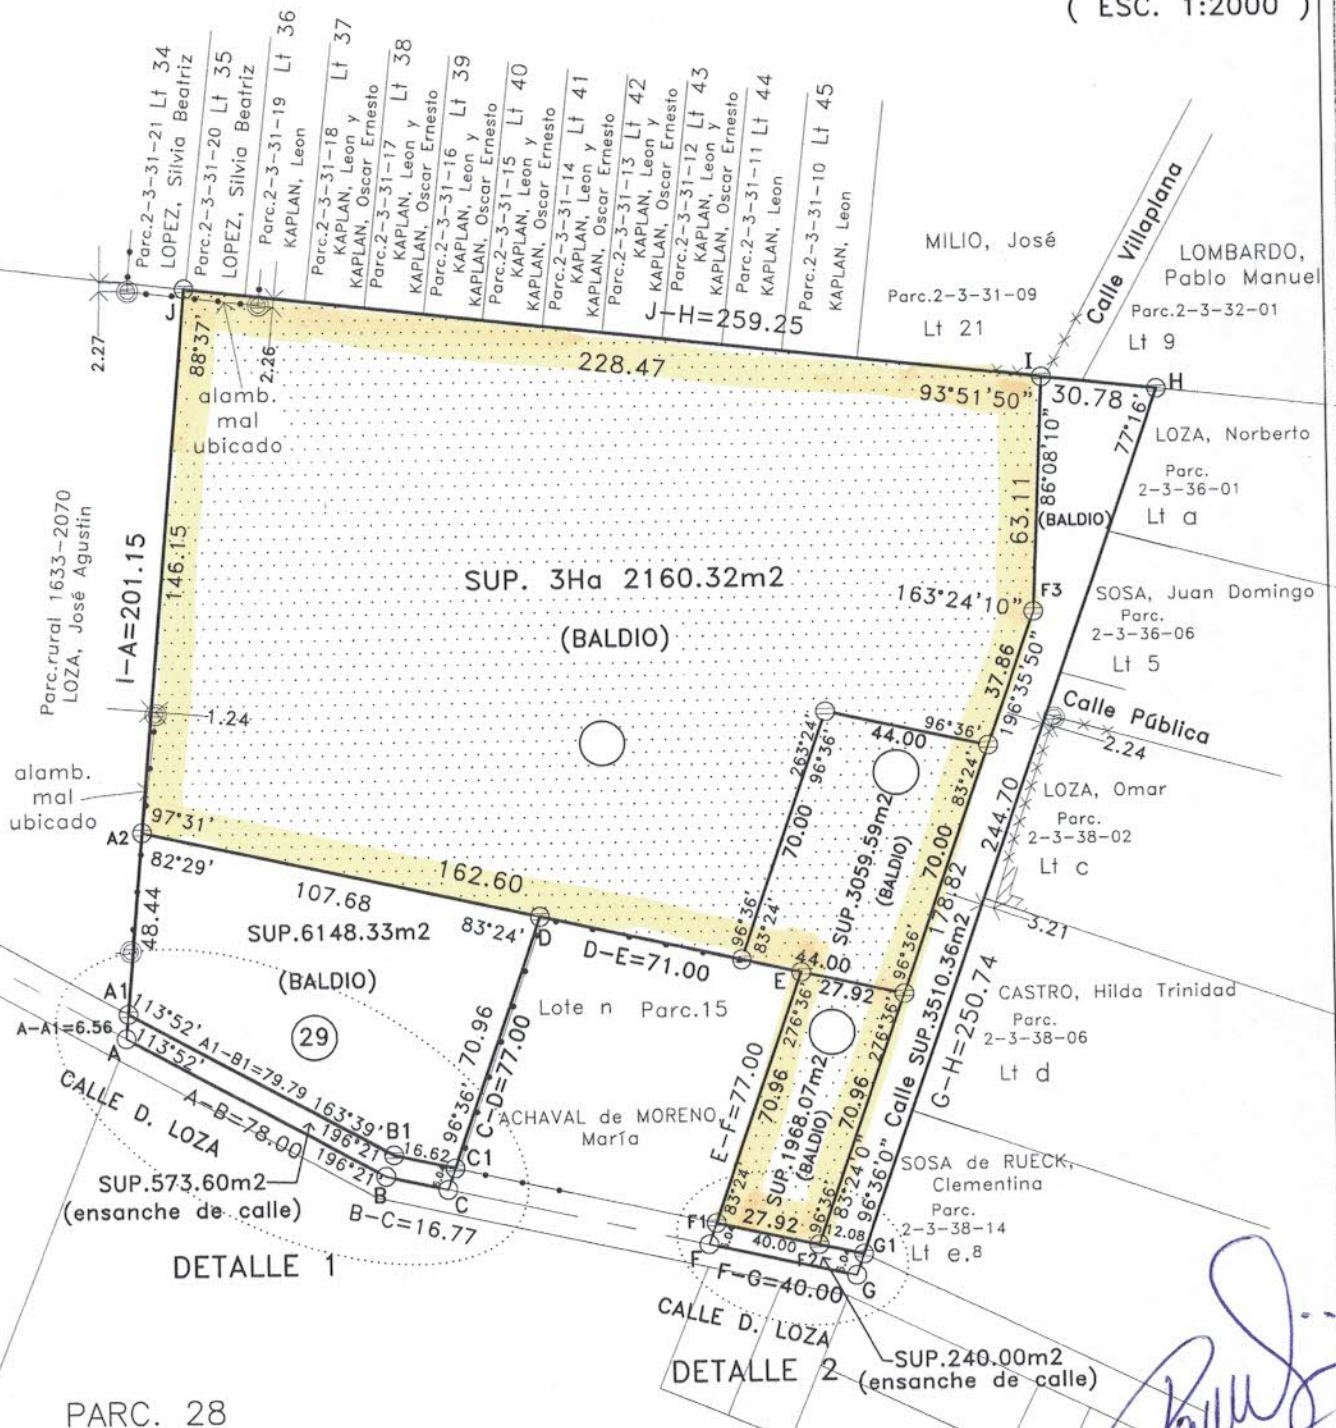 ( ESC. 1:2000 )
Parc.2-3-31-21 Lt 34
LOPEZ, Silvia Beatriz
Parc.2-3-31-20 Lt 35
LOPEZ, Silvia Beatriz
Parc.2-3-31-19 Lt 36
KAPLAN, Leon
Parc.2-3-31-18 Lt 37
KAPLAN, Leon y
KAPLAN, Oscar Ernesto
Parc.2-3-31-17 Lt 38
KAPLAN, Leon y
KAPLAN, Oscar Ernesto
Parc.2-3-31-16 Lt 39
KAPLAN, Leon y
KAPLAN, Oscar Ernesto
Parc.2-3-31-15 Lt 40
KAPLAN, Leon y
KAPLAN, Oscar Ernesto
Parc.2-3-31-14 Lt 41
KAPLAN, Leon y
KAPLAN, Oscar Ernesto
Parc.2-3-31-13 Lt 42
KAPLAN, Leon y
KAPLAN, Oscar Ernesto
Parc.2-3-31-12 Lt 43
KAPLAN, Leon y
KAPLAN, Oscar Ernesto
Parc.2-3-31-11 Lt 44
KAPLAN, Leon
Parc.2-3-31-10 Lt 45
KAPLAN, Leon
MILIO, José
Parc.2-3-31-09
Lt 21
Calle Villaplana
LOMBARDO,
Pablo Manuel
Parc.2-3-32-01
Lt 9
J
J-H=259.25
2.27
88°37'
2.26
228.47
I
93°51'50"
30.78
H
77°16'
86°08'10"
alamb.
mal
ubicado
LOZA, Norberto
Parc.
2-3-36-01
Lt a
63.11
(BALDIO)
Parc.rural 1633-2070
LOZA, José Agustin
I-A=201.15
146.15
SUP. 3Ha 2160.32m2
(BALDIO)
163°24'10"
F3
SOSA, Juan Domingo
Parc.
2-3-36-06
Lt 5
37.86
196°35'50"
Calle Pública
2.24
1.24
44.00
96°36'
263°24'
96°36'
83°24'
alamb.
mal
ubicado
70.00
SUP.3059.59m2
(BALDIO)
70.00
178.82
244.70
LOZA, Omar
Parc.
2-3-38-02
Lt c
A2
97°31'
82°29'
107.68
162.60
3.21
48.44
SUP.6148.33m2
(BALDIO)
83°24'
D
D-E=71.00
96°36'
83°24'
44.00
E
27.92
96°36'
CASTRO, Hilda Trinidad
Parc.
2-3-38-06
Lt d
A1
A-A1=6.56
A
113°52'
113°52'
29
Lote n Parc.15
70.96
C-D=77.00
276°36'
276°36'
Calle SUP.3510.36m2
G-H=250.74
A1-B1=79.79
163°39'
CALLE D. LOZA
A-B=78.00
196°21
196°21
B1
16.62
96°36'
C1
5.04
B
C
B-C=16.77
ACHAVAL de MORENO,
María
E-F=77.00
70.96
SUP.1968.07m2
(BALDIO)
70.96
83°24'0"
96°36'0"
SOSA de RUECK,
Clementina
Parc.
2-3-38-14
Lt e.8
SUP.573.60m2
(ensanche de calle)
DETALLE 1
F1
83°24'
27.92
96°36'
12.08
G1
5.04
40.00
F2
5.04
F
F-G=40.00
G
CALLE D. LOZA
DETALLE 2
SUP.240.00m2
(ensanche de calle)
PARC. 28